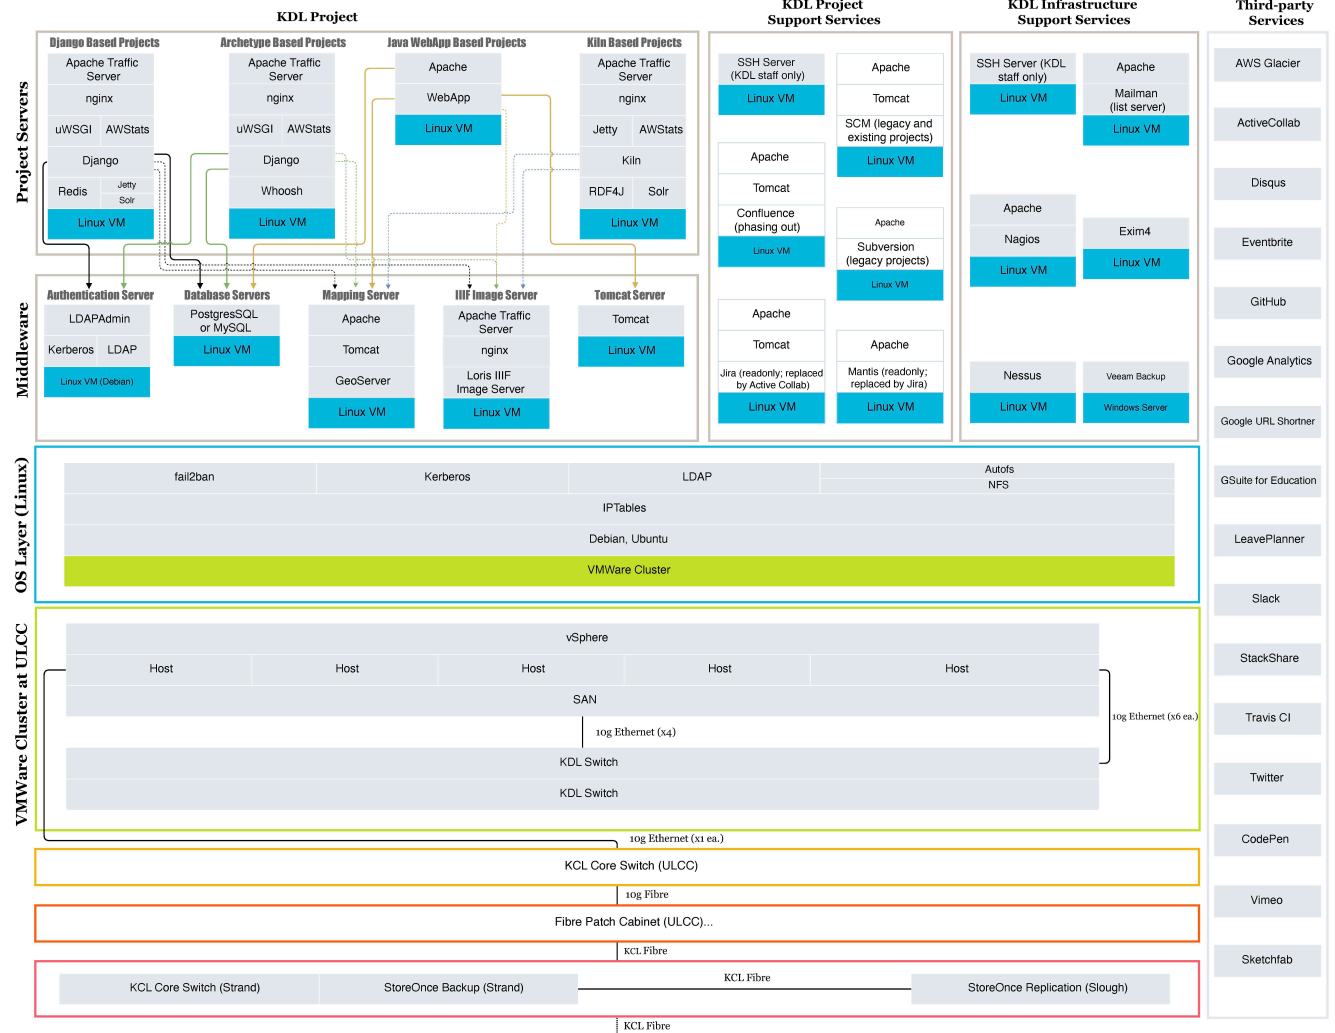 KDL Project
KDL Project
Support Services
KDL Infrastructure
Support Services
Third-party
Services
Project Servers
Django Based Projects
Apache Traffic
Server
nginx
uWSGI
AWStats
Django
Redis
Jetty
Solr
Linux VM
Archetype Based Projects
Apache Traffic
Server
nginx
uWSGI
AWStats
Django
Whoosh
Linux VM
Java WebApp Based Projects
Apache
WebApp
Linux VM
Kiln Based Projects
Apache Traffic
Server
nginx
Jetty
AWStats
Kiln
RDF4J
Solr
Linux VM
Middleware
Authentication Server
LDAPAdmin
Kerberos
LDAP
Linux VM (Debian)
Database Servers
PostgresSQL
or MySQL
Linux VM
Mapping Server
Apache
Tomcat
GeoServer
Linux VM
IIIF Image Server
Apache Traffic
Server
nginx
Loris IIIF
Image Server
Linux VM
Tomcat Server
Tomcat
Linux VM
SSH Server
(KDL staff only)
Linux VM
Apache
Tomcat
SCM (legacy and
existing projects)
Linux VM
Apache
Tomcat
Confluence
(phasing out)
Linux VM
Apache
Subversion
(legacy projects)
Linux VM
Apache
Tomcat
Jira (readonly; replaced
by Active Collab)
Linux VM
Apache
Mantis (readonly;
replaced by Jira)
Linux VM
SSH Server (KDL
staff only)
Linux VM
Apache
Mailman
(list server)
Linux VM
Apache
Nagios
Linux VM
Exim4
Linux VM
Nessus
Linux VM
Veeam Backup
Windows Server
AWS Glacier
ActiveCollab
Disqus
Eventbrite
GitHub
Google Analytics
Google URL Shortner
GSuite for Education
LeavePlanner
Slack
StackShare
Travis CI
Twitter
CodePen
Vimeo
Sketchfab
OS Layer (Linux)
fail2ban
Kerberos
LDAP
Autofs
NFS
IPTables
Debian, Ubuntu
VMWare Cluster
VMWare Cluster at ULCC
vSphere
Host
Host
Host
Host
Host
SAN
10g Ethernet (x4)
10g Ethernet (x6 ea.)
KDL Switch
KDL Switch
10g Ethernet (x1 ea.)
KCL Core Switch (ULCC)
10g Fibre
Fibre Patch Cabinet (ULCC)...
KCL Fibre
KCL Core Switch (Strand)
StoreOnce Backup (Strand)
KCL Fibre
StoreOnce Replication (Slough)
KCL Fibre